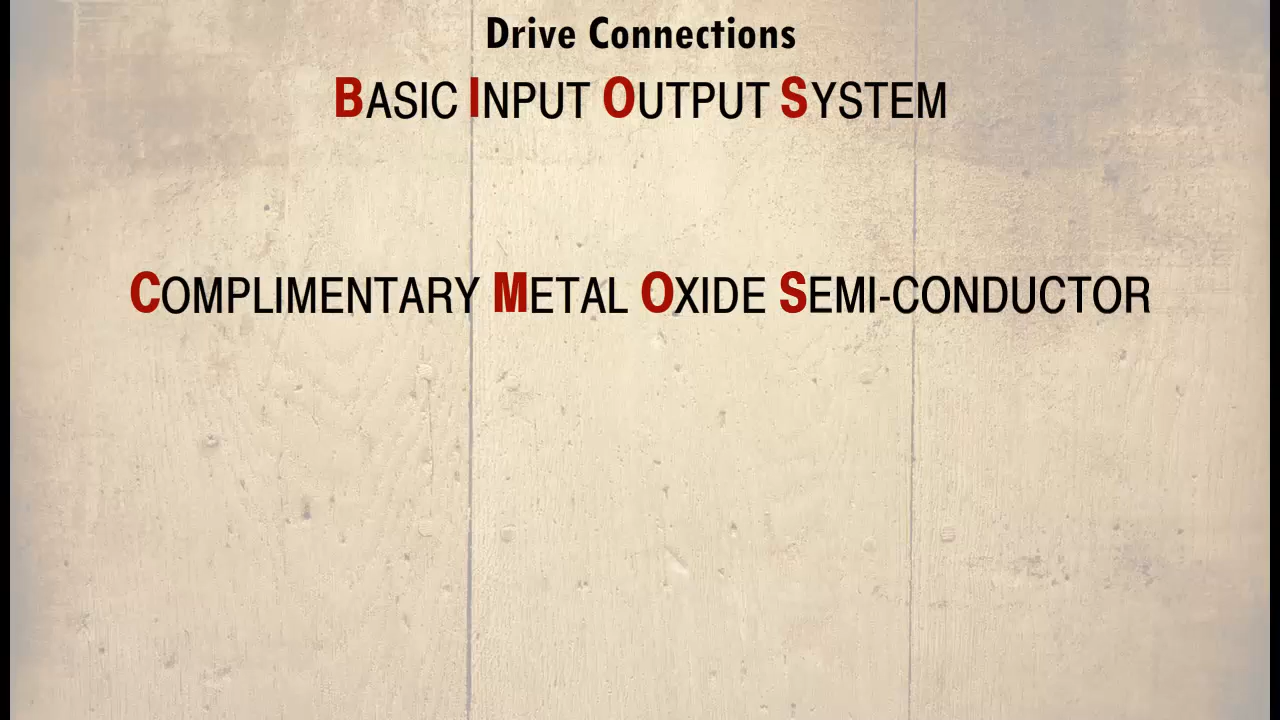 Drive Connections
BASIC INPUT OUTPUT SYSTEM
COMPLIMENTARY METAL OXIDE SEMI-CONDUCTOR